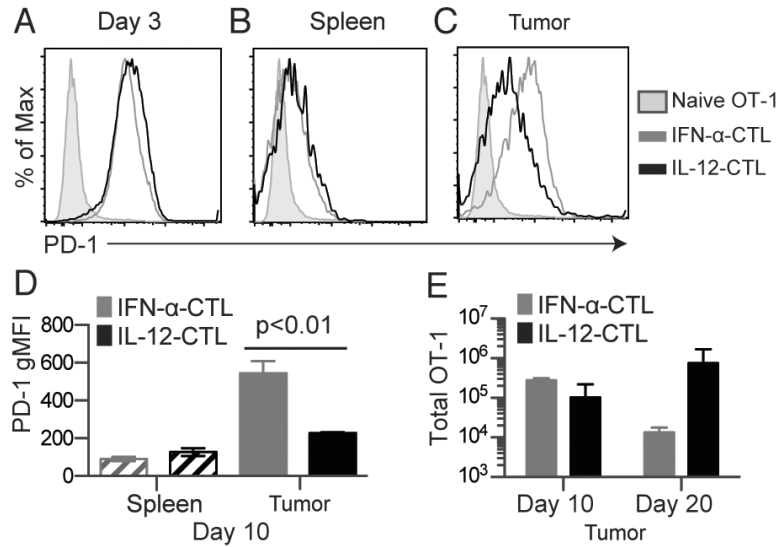 A Day 3 B Spleen C Tumor
% of Max
Naive OT-1
IFN-α-CTL
IL-12-CTL
PD-1
D
IFN-α-CTL
IL-12-CTL
p<0.01
PD-1 gMFI
800
600
400
200
0
Spleen Tumor
Day 10
E
IFN-α-CTL
IL-12-CTL
Total OT-1
10⁷
10⁶
10⁵
10⁴
10³
Day 10 Day 20
Tumor